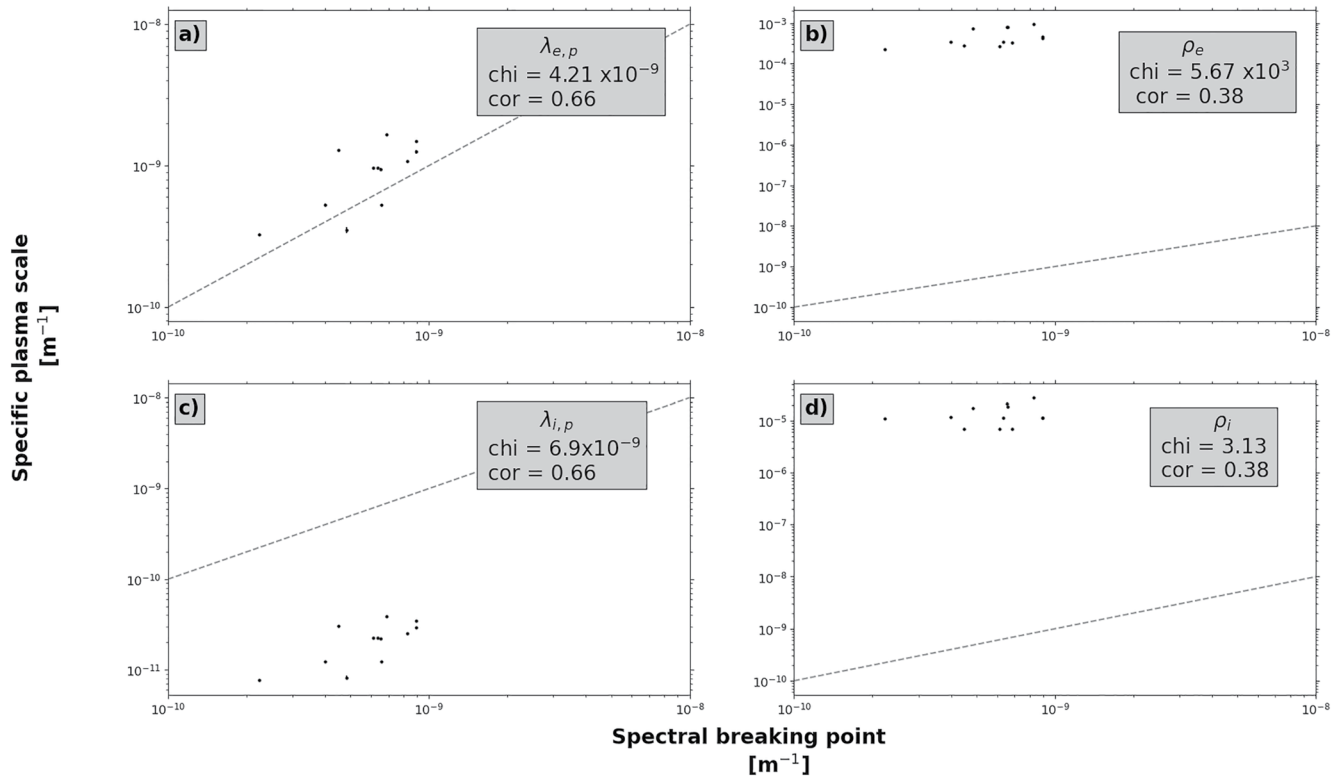 Specific plasma scale
[m⁻¹]
a)
λe,p
chi = 4.21 x10⁻⁹
cor = 0.66
10⁻⁸
10⁻⁹
10⁻¹⁰
10⁻¹⁰ 10⁻⁹ 10⁻⁸
b)
ρe
chi = 5.67 x10³
cor = 0.38
10⁻³
10⁻⁴
10⁻⁵
10⁻⁶
10⁻⁷
10⁻⁸
10⁻⁹
10⁻¹⁰
10⁻¹⁰ 10⁻⁹ 10⁻⁸
c)
λi,p
chi = 6.9x10⁻⁹
cor = 0.66
10⁻⁸
10⁻⁹
10⁻¹⁰
10⁻¹¹
10⁻¹⁰ 10⁻⁹ 10⁻⁸
d)
ρi
chi = 3.13
cor = 0.38
10⁻⁵
10⁻⁶
10⁻⁷
10⁻⁸
10⁻⁹
10⁻¹⁰
10⁻¹⁰ 10⁻⁹ 10⁻⁸
Spectral breaking point
[m⁻¹]